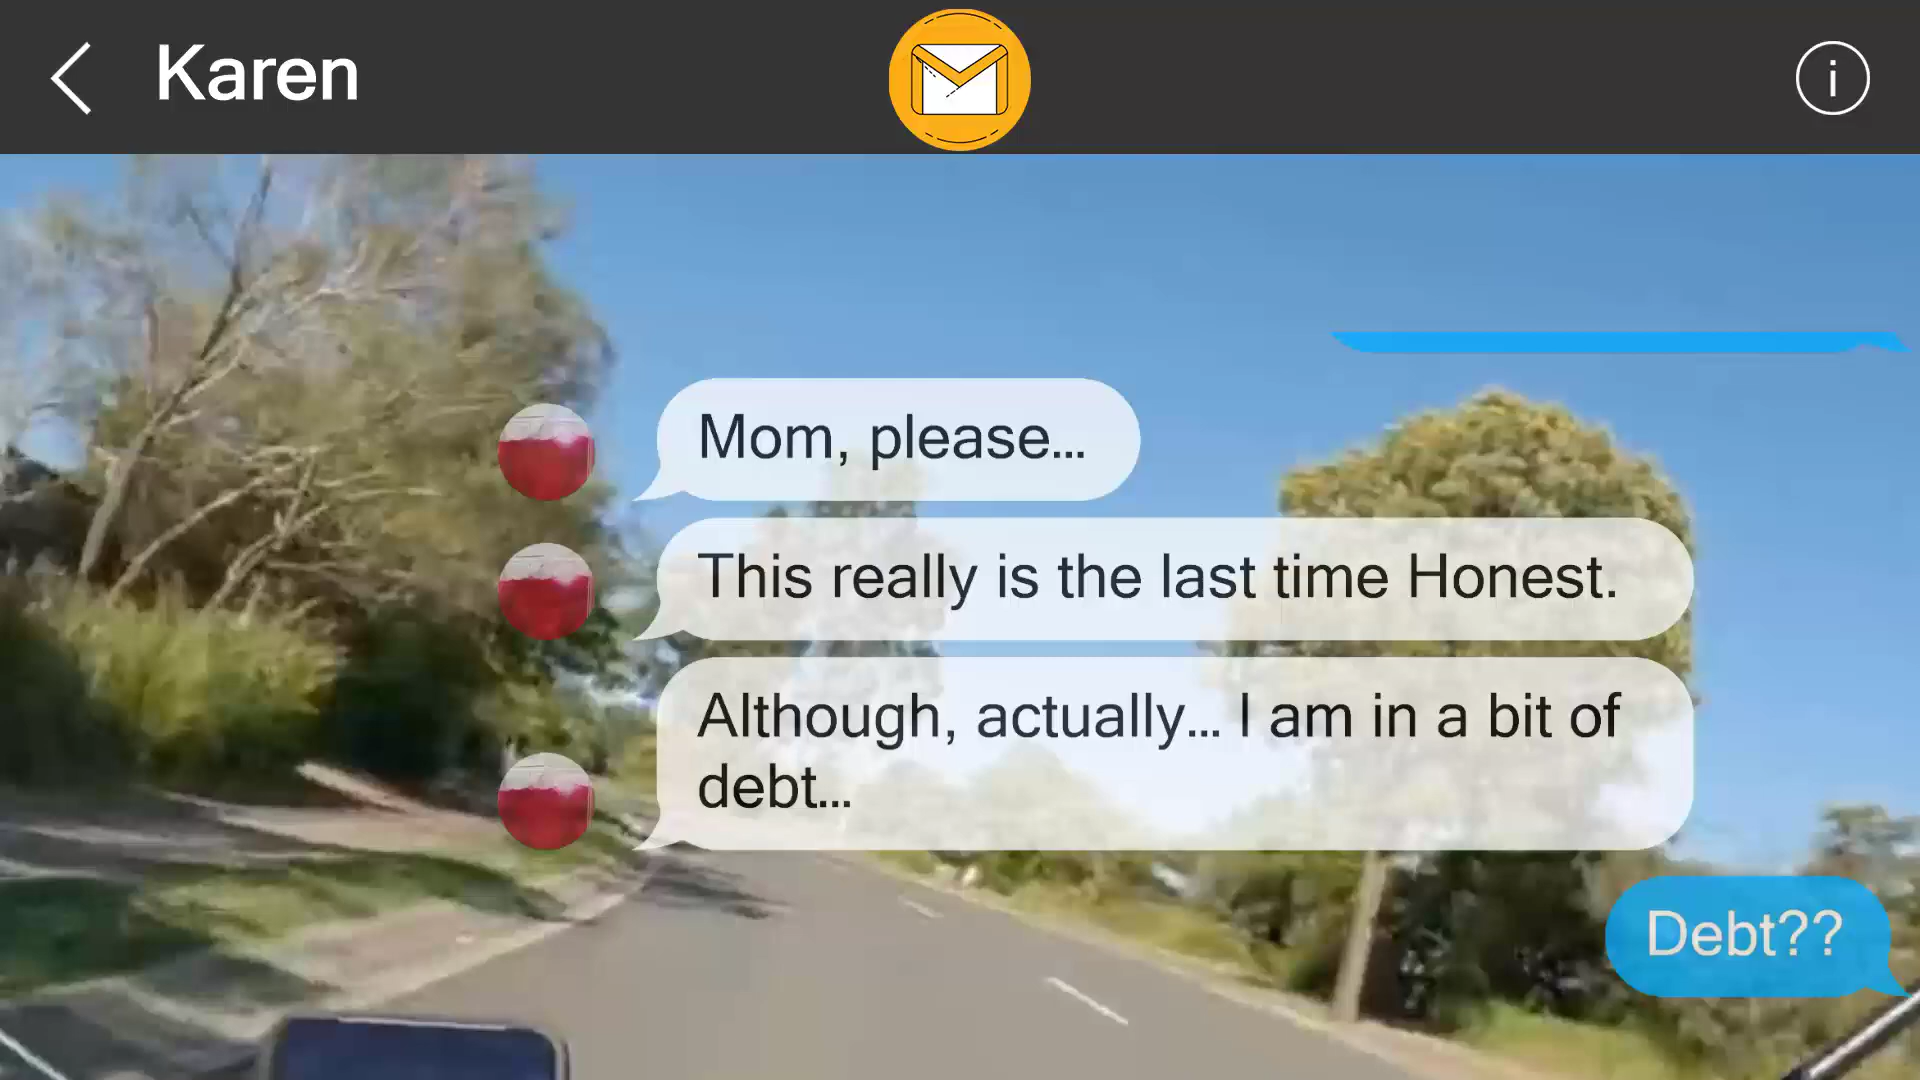 Karen
Mom, please...
This really is the last time Honest.
Although, actually... I am in a bit of
debt...
Debt??